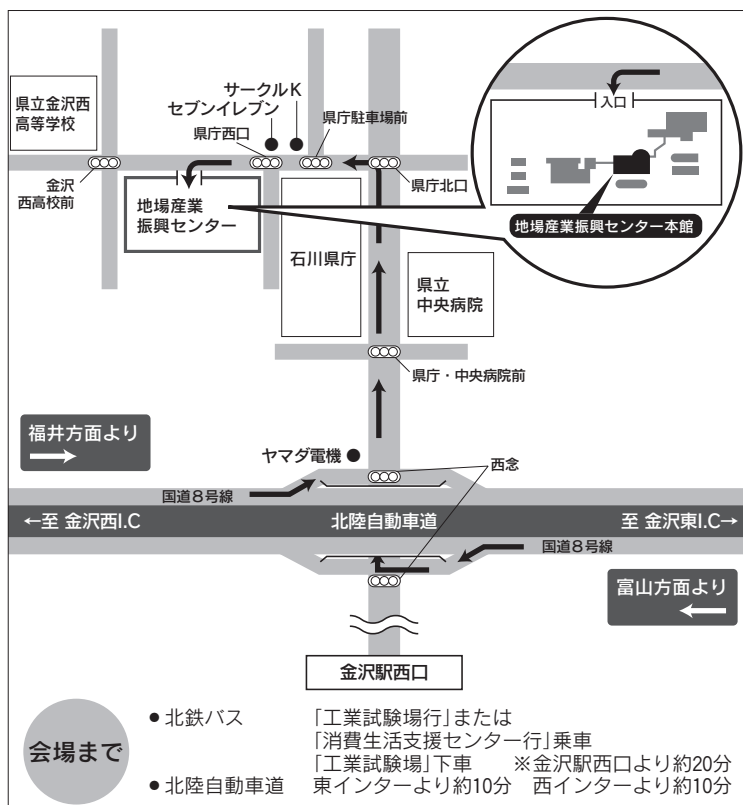 県立金沢西
高等学校
サークルK
セブンイレブン
県庁西口
県庁駐車場前
入口
金沢
西高校前
県庁北口
地場産業
振興センター
地場産業振興センター本館
石川県庁
県立
中央病院
県庁・中央病院前
福井方面より
ヤマダ電機
西念
国道8号線
←至 金沢西I.C
北陸自動車道
至 金沢東I.C→
国道8号線
富山方面より
金沢駅西口
会場まで
●北鉄バス 「工業試験場行」または
「消費生活支援センター行」乗車
「工業試験場」下車 ※金沢駅西口より約20分
●北陸自動車道 東インターより約10分 西インターより約10分